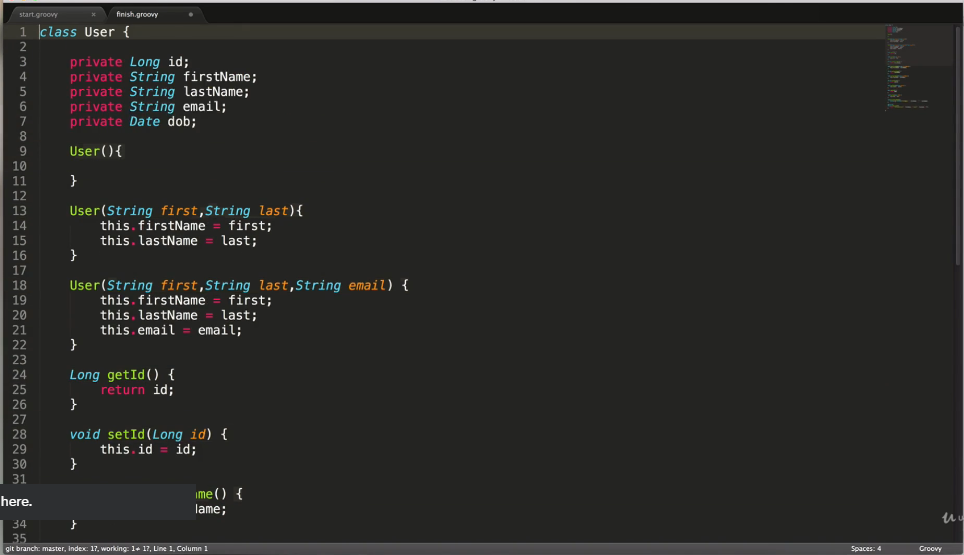 start.groovy × finish.groovy
1 class User {
2
3 private Long id;
4 private String firstName;
5 private String lastName;
6 private String email;
7 private Date dob;
8
9 User(){
10
11 }
12
13 User(String first,String last){
14 this.firstName = first;
15 this.lastName = last;
16 }
17
18 User(String first,String last,String email) {
19 this.firstName = first;
20 this.lastName = last;
21 this.email = email;
22 }
23
24 Long getId() {
25 return id;
26 }
27
28 void setId(Long id) {
29 this.id = id;
30 }
31
ame() {
here.
Name;
34 }
35
git branch: master, index: 1?, working: 1≠ 1?, Line 1, Column 1 Spaces: 4 Groovy